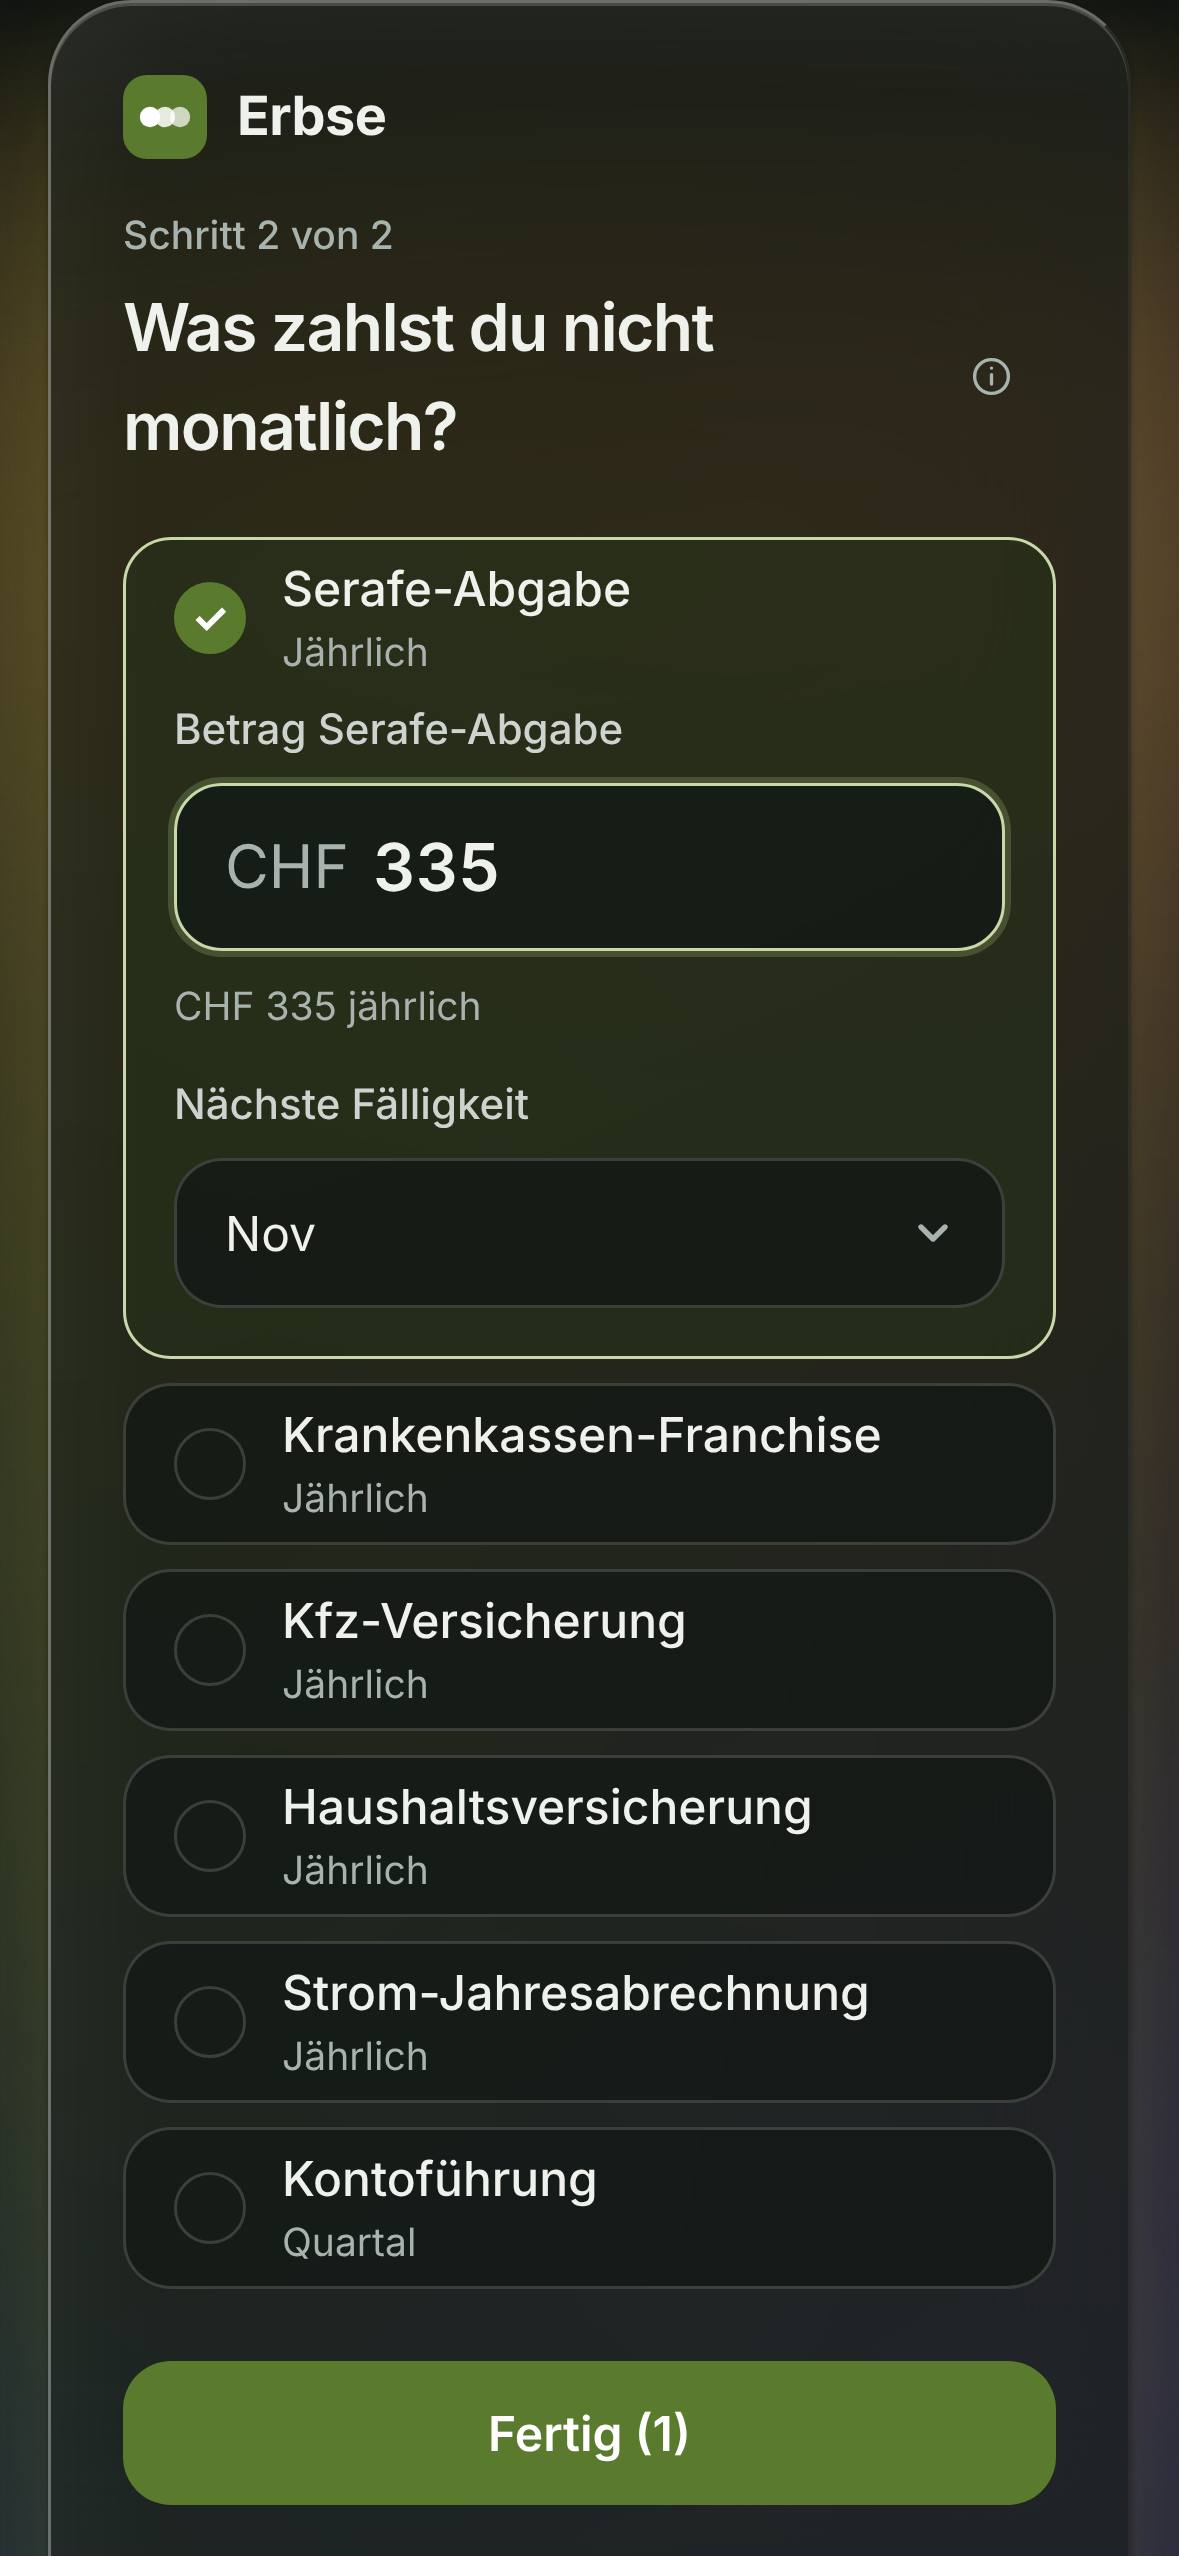 Erbse
Schritt 2 von 2
Was zahlst du nicht
monatlich?
Serafe-Abgabe
Jährlich
Betrag Serafe-Abgabe
CHF 335
CHF 335 jährlich
Nächste Fälligkeit
Nov
Krankenkassen-Franchise
Jährlich
Kfz-Versicherung
Jährlich
Haushaltsversicherung
Jährlich
Strom-Jahresabrechnung
Jährlich
Kontoführung
Quartal
Fertig (1)